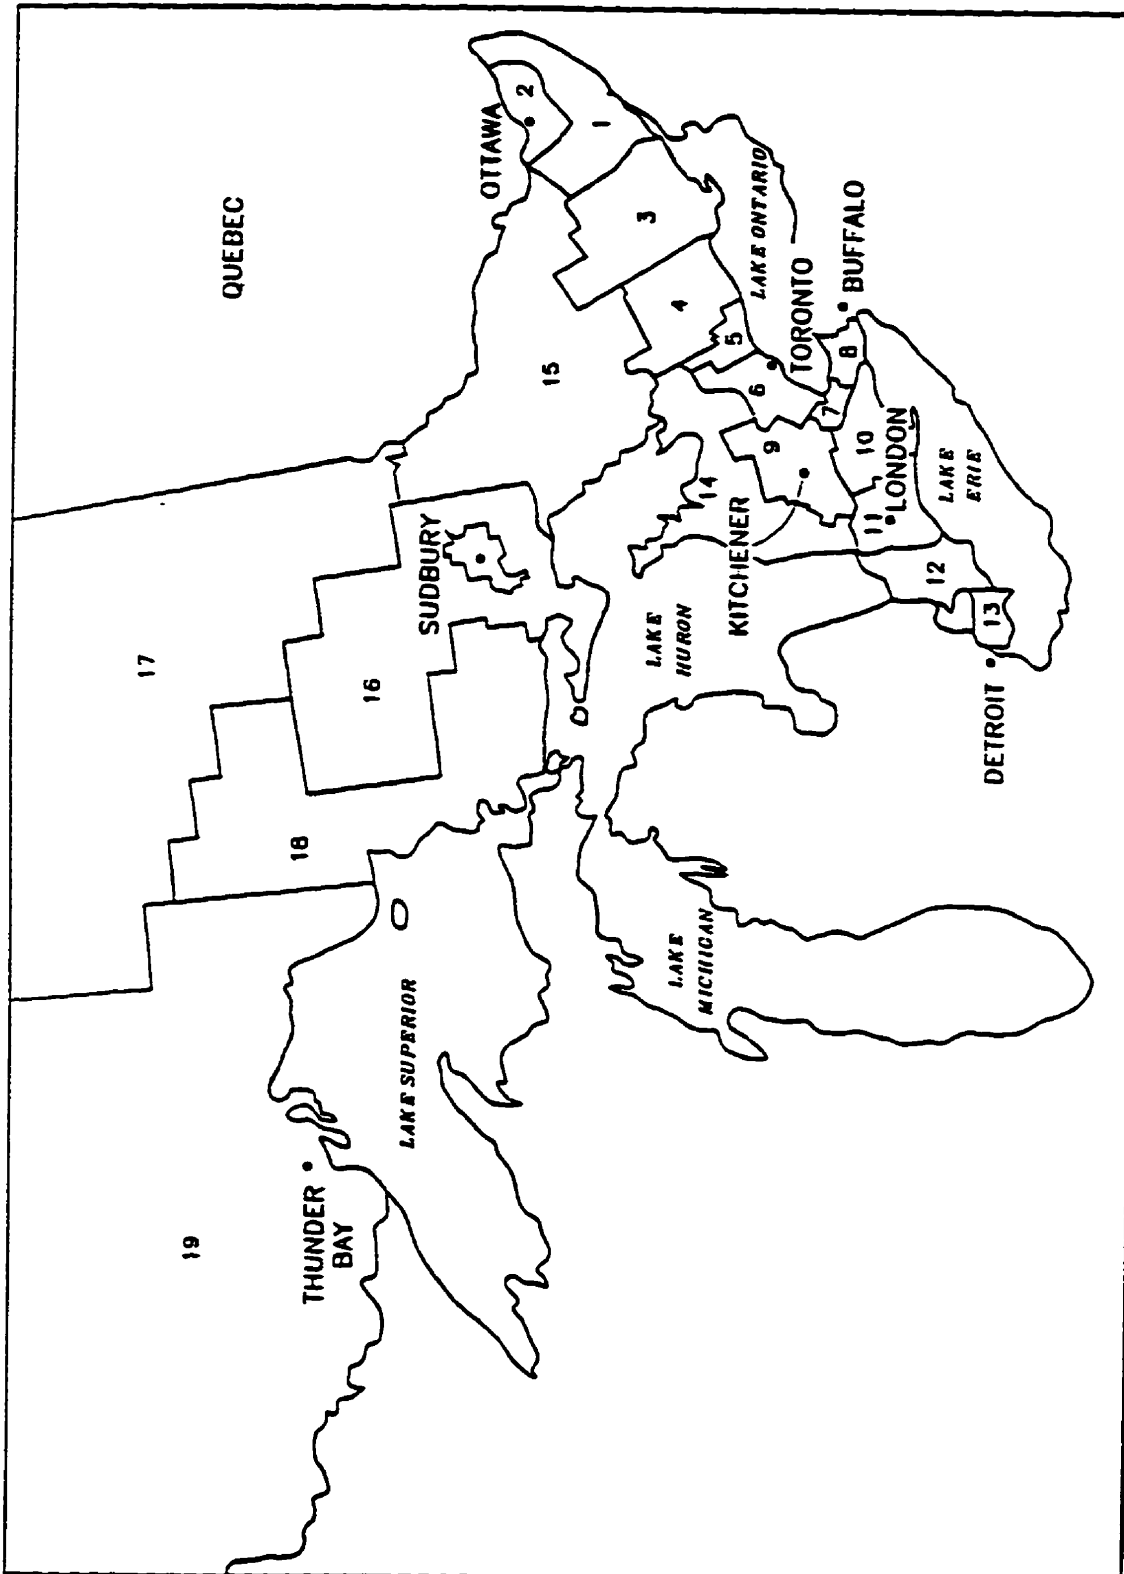 QUEBEC
17
19
18
16
SUDBURY
THUNDER
BAY
LAKE SUPERIOR
OTTAWA
2
1
3
15
4
5
6
LAKE ONTARIO
TORONTO
BUFFALO
8
7
9
10
14
KITCHENER
11
LONDON
12
13
LAKE
ERIE
LAKE
HURON
DETROIT
LAKE
MICHIGAN